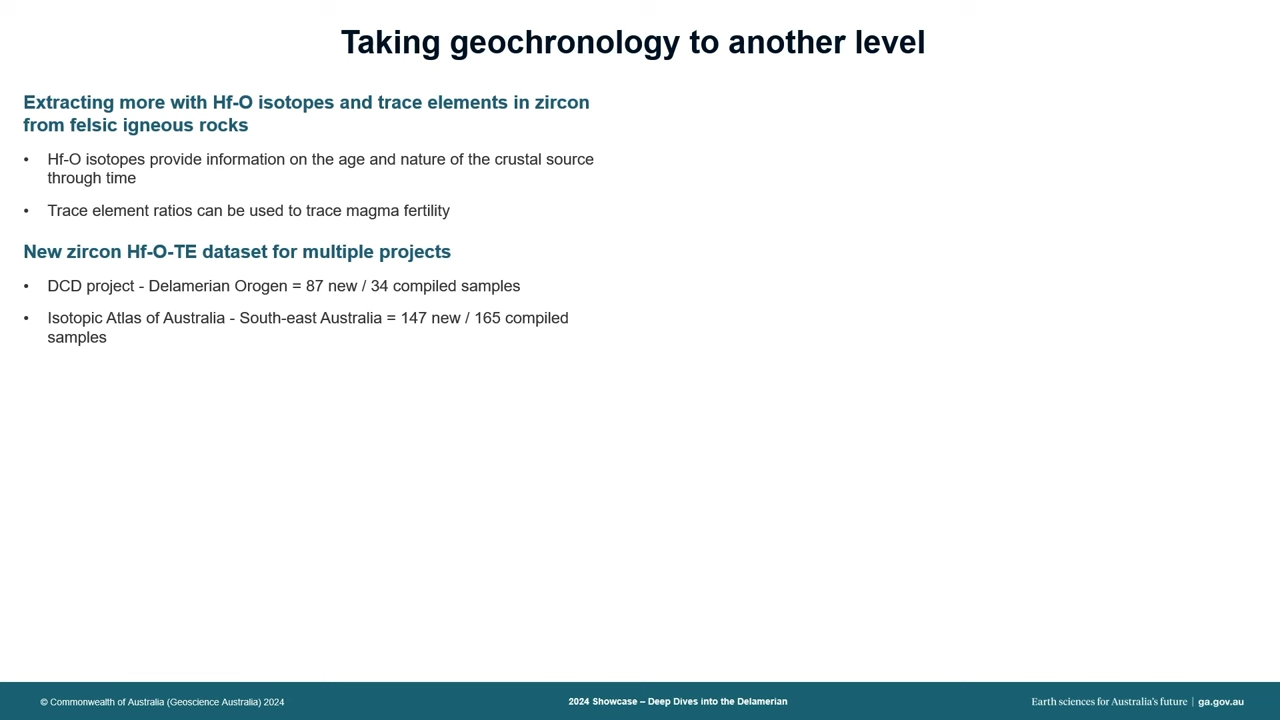 Taking geochronology to another level
Extracting more with Hf-O isotopes and trace elements in zircon
from felsic igneous rocks
• Hf-O isotopes provide information on the age and nature of the crustal source
through time
• Trace element ratios can be used to trace magma fertility
New zircon Hf-O-TE dataset for multiple projects
• DCD project - Delamerian Orogen = 87 new / 34 compiled samples
• Isotopic Atlas of Australia - South-east Australia = 147 new / 165 compiled
samples
© Commonwealth of Australia (Geoscience Australia) 2024
2024 Showcase – Deep Dives into the Delamerian
Earth sciences for Australia's future | ga.gov.au